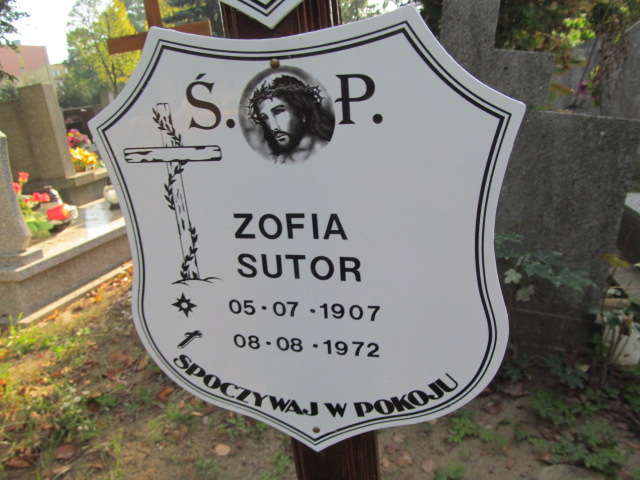 Ś. P.
ZOFIA
SUTOR
05·07·1907
08·08·1972
SPOCZYWAJ W POKOJU